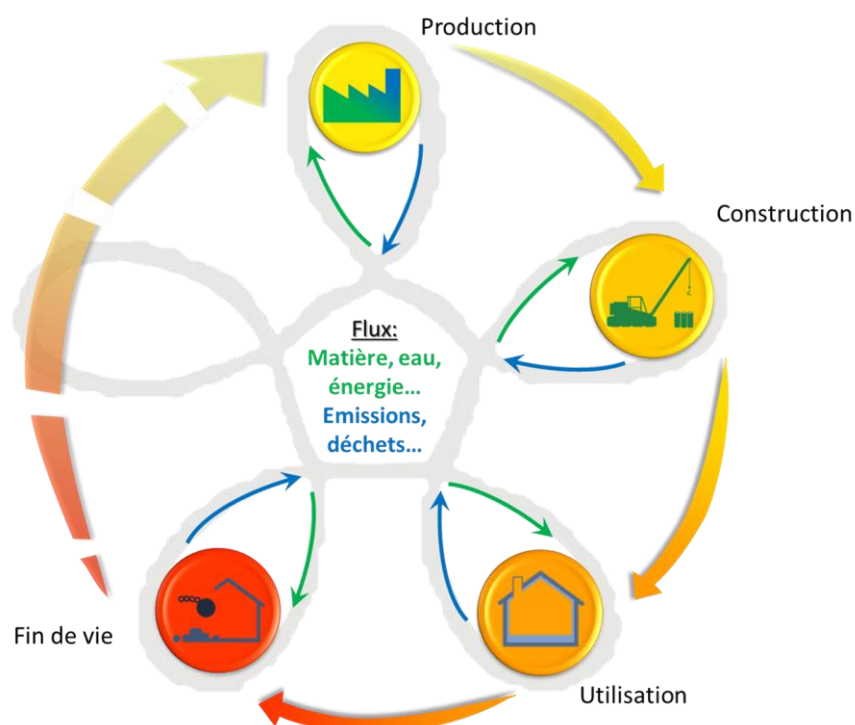 Production
Construction
Flux:
Matière, eau,
énergie...
Emissions,
déchets...
Fin de vie
Utilisation